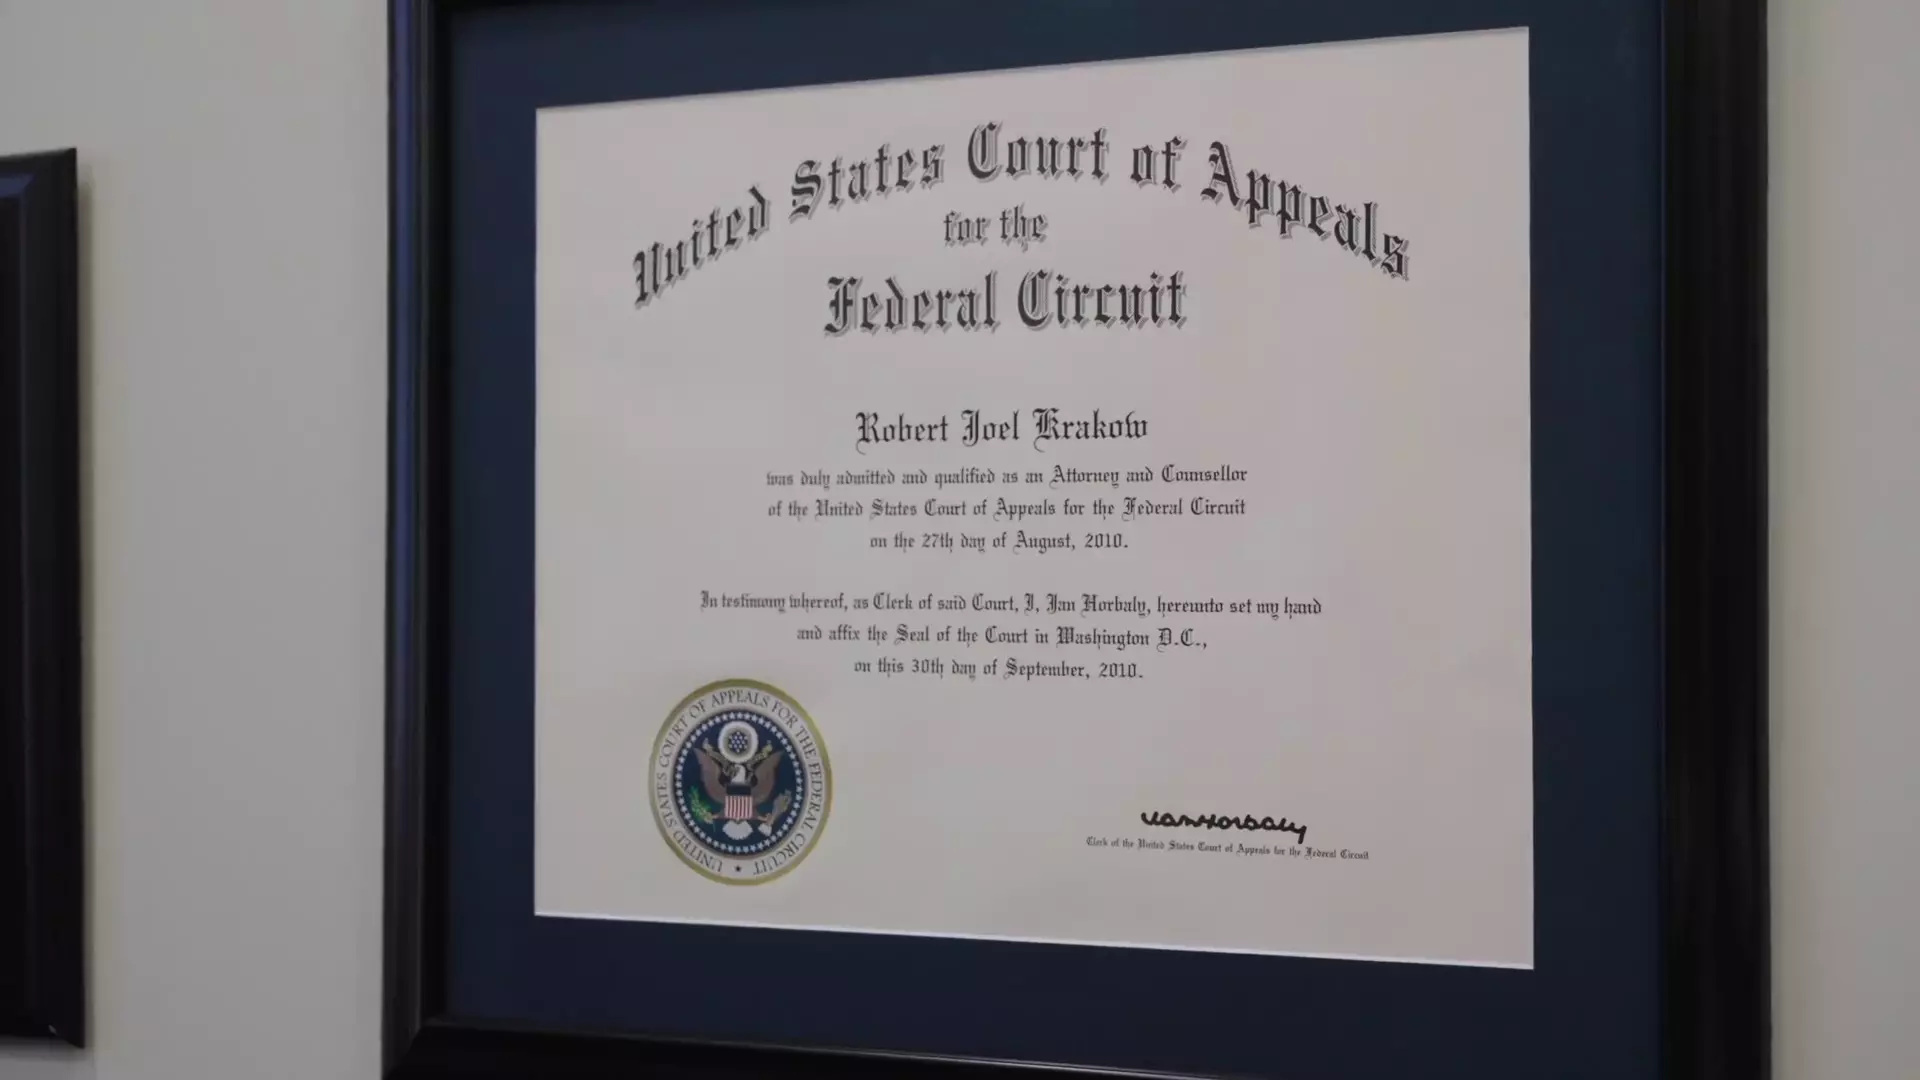 United States Court of Appeals
for the
Federal Circuit
Robert Joel Krakow
was duly admitted and qualified as an Attorney and Counsellor
of the United States Court of Appeals for the Federal Circuit
on the 27th day of August, 2010.
In testimony whereof, as Clerk of said Court, I, Jan Horbaly, hereunto set my hand
and affix the Seal of the Court in Washington D.C.,
on this 30th day of September, 2010.
UNITED STATES COURT OF APPEALS FOR THE FEDERAL CIRCUIT ★
Jan Horbaly
Clerk of the United States Court of Appeals for the Federal Circuit